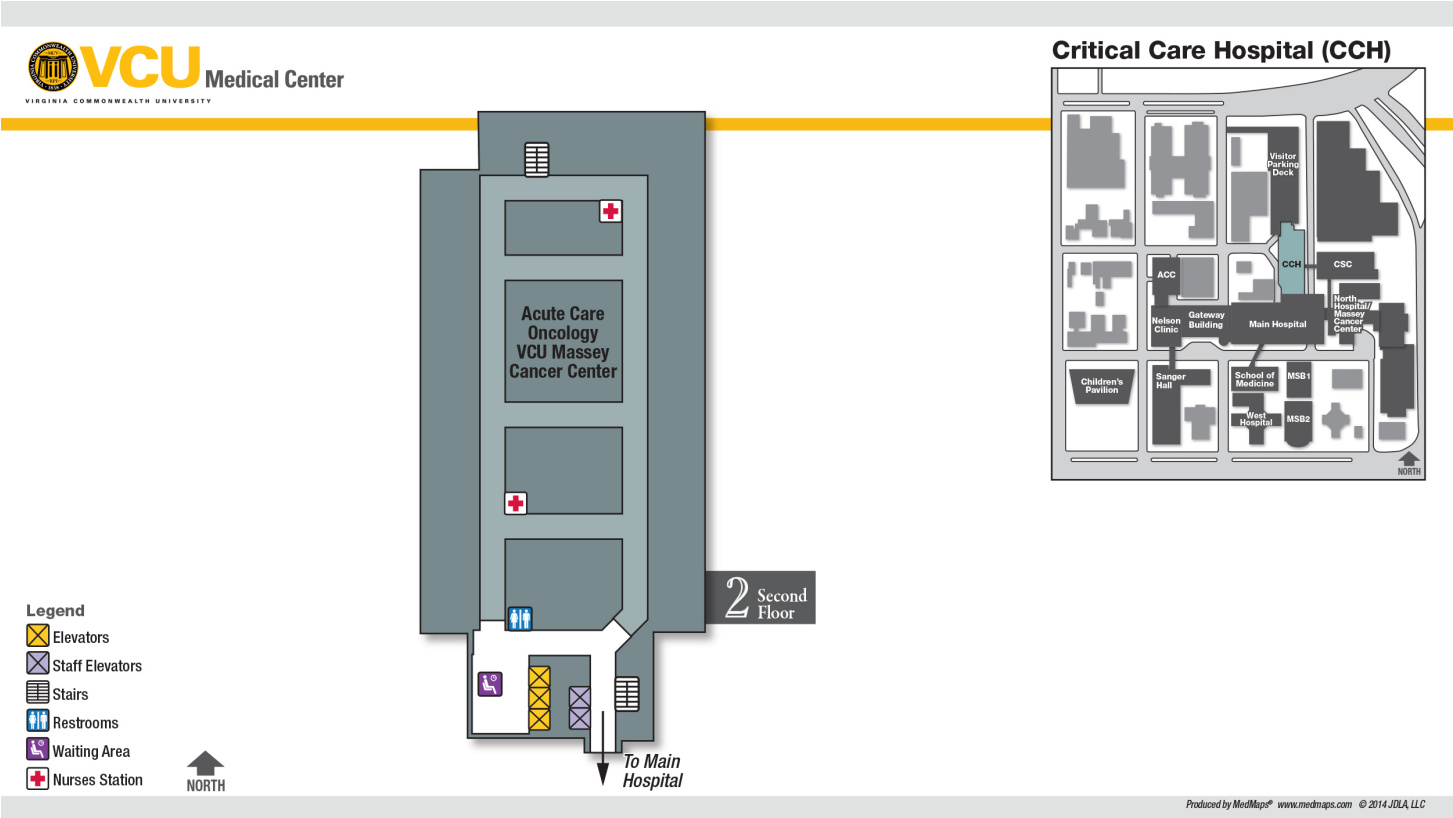 VCU Medical Center
VIRGINIA COMMONWEALTH UNIVERSITY
Critical Care Hospital (CCH)
Visitor
Parking
Deck
CCH
CSC
ACC
North
Hospital/
Massey
Cancer
Center
Nelson
Clinic
Gateway
Building
Main Hospital
Children's
Pavilion
Sanger
Hall
School of
Medicine
MSB1
West
Hospital
MSB2
NORTH
Acute Care
Oncology
VCU Massey
Cancer Center
2 Second
Floor
To Main
Hospital
Legend
Elevators
Staff Elevators
Stairs
Restrooms
Waiting Area
Nurses Station
NORTH
Produced by MedMaps® www.medmaps.com © 2014 JDLA, LLC